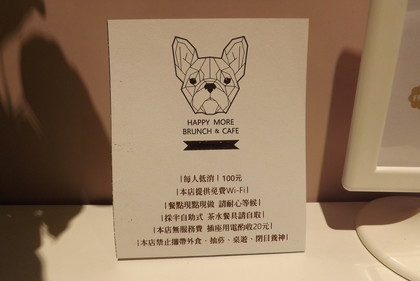 HAPPY MORE
BRUNCH & CAFE
|每人低消| 100元
|本店提供免費Wi-Fi|
|餐點現點現做 請耐心等候|
|採半自助式 茶水餐具請自取|
|本店無服務費 插座用電酌收20元|
|本店禁止攜帶外食、抽菸、桌遊、閉目養神|